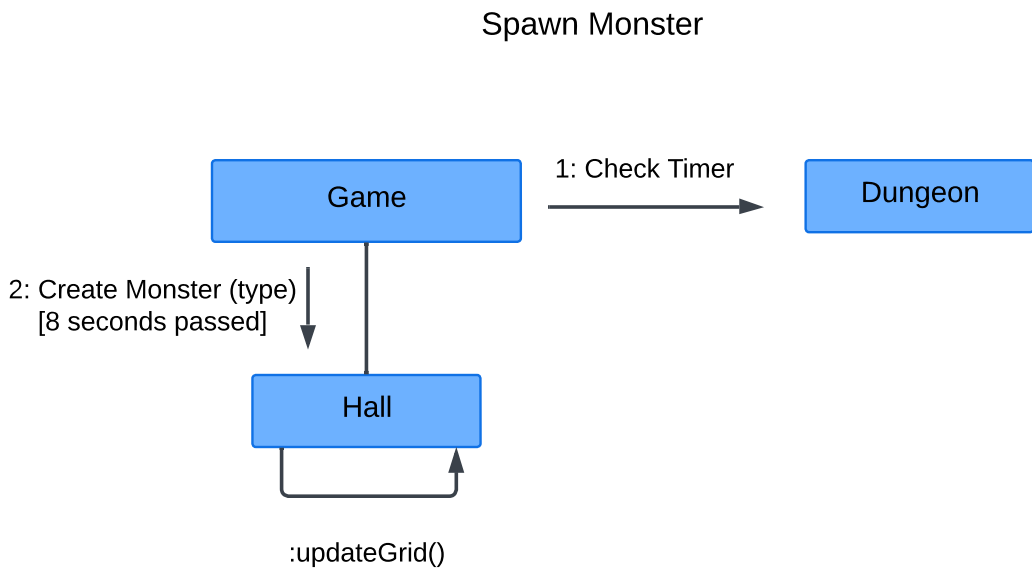 Spawn Monster
Game
1: Check Timer
Dungeon
2: Create Monster (type)
[8 seconds passed]
Hall
:updateGrid()